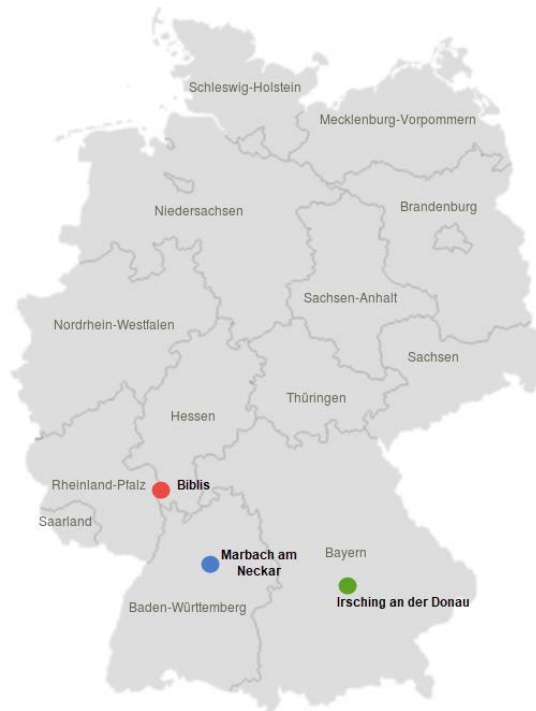 Schleswig-Holstein
Mecklenburg-Vorpommern
Brandenburg
Niedersachsen
Sachsen-Anhalt
Nordrhein-Westfalen
Sachsen
Thüringen
Hessen
Rheinland-Pfalz
Biblis
Saarland
Marbach am
Neckar
Bayern
Irsching an der Donau
Baden-Württemberg